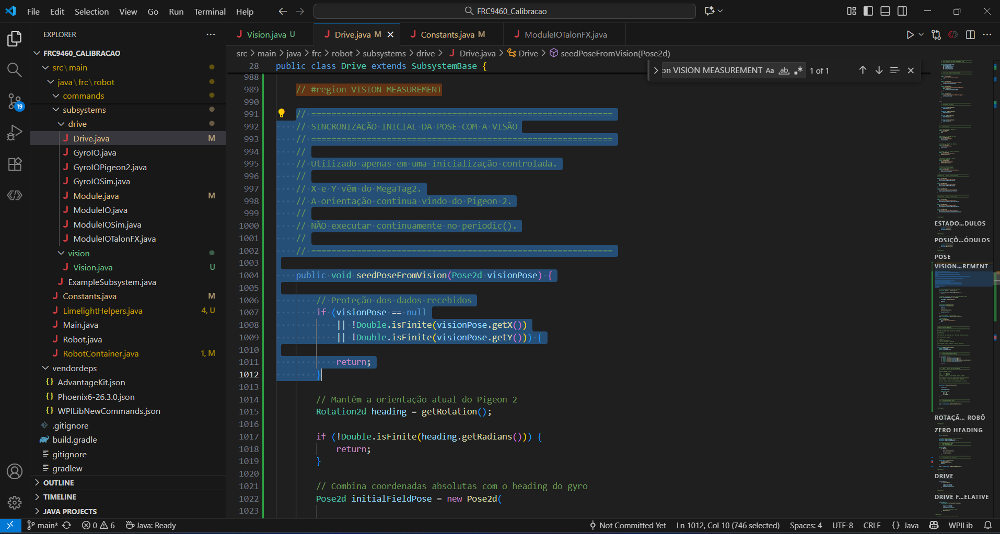 File Edit Selection View Go Run Terminal Help
FRC9460_Calibracao
EXPLORER
FRC9460_CALIBRACAO
src\main
java\frc\robot
commands
subsystems
drive
Drive.java M
GyroIO.java
GyroIOPigeon2.java
GyroIOSim.java
Module.java M
ModuleIO.java
ModuleIOSim.java
ModuleIOTalonFX.java
vision
Vision.java U
ExampleSubsystem.java
Constants.java M
LimelightHelpers.java 4, U
Main.java
Robot.java
RobotContainer.java 1, M
vendordeps
AdvantageKit.json
Phoenix6-26.3.0.json
WPILibNewCommands.json
.gitignore
build.gradle
gitignore
gradlew
OUTLINE
TIMELINE
JAVA PROJECTS
19
Vision.java U Drive.java M Constants.java M ModuleIOTalonFX.java
src > main > java > frc > robot > subsystems > drive > Drive.java > Drive > seedPoseFromVision(Pose2d)
on VISION MEASUREMENT Aa ab 1 of 1
28 public class Drive extends SubsystemBase {
988
989 // #region VISION MEASUREMENT
990
991 // ============================================================
992 // SINCRONIZAÇÃO INICIAL DA POSE COM A VISÃO
993 // ============================================================
994 //
995 // Utilizado apenas em uma inicialização controlada.
996 //
997 // X e Y vêm do MegaTag2.
998 // A orientação continua vindo do Pigeon 2.
999 //
1000 // NÃO executar continuamente no periodic().
1001 //
1002 // ============================================================
1003
1004 public void seedPoseFromVision(Pose2d visionPose) {
1005
1006 // Proteção dos dados recebidos
1007 if (visionPose == null
1008 || !Double.isFinite(visionPose.getX())
1009 || !Double.isFinite(visionPose.getY())) {
1010
1011 return;
1012 }
1013
1014 // Mantém a orientação atual do Pigeon 2
1015 Rotation2d heading = getRotation();
1016
1017 if (!Double.isFinite(heading.getRadians())) {
1018 return;
1019 }
1020
1021 // Combina coordenadas absolutas com o heading do gyro
1022 Pose2d initialFieldPose = new Pose2d(
1023
ESTADO...DULOS
POSIÇÕ...ÓDULOS
POSE
VISION...REMENT
ROTAÇÃ... ROBÔ
ZERO HEADING
DRIVE
DRIVE F...ELATIVE
main* 0 6 Java: Ready Not Committed Yet Ln 1012, Col 10 (746 selected) Spaces: 4 UTF-8 CRLF {} Java WPILib